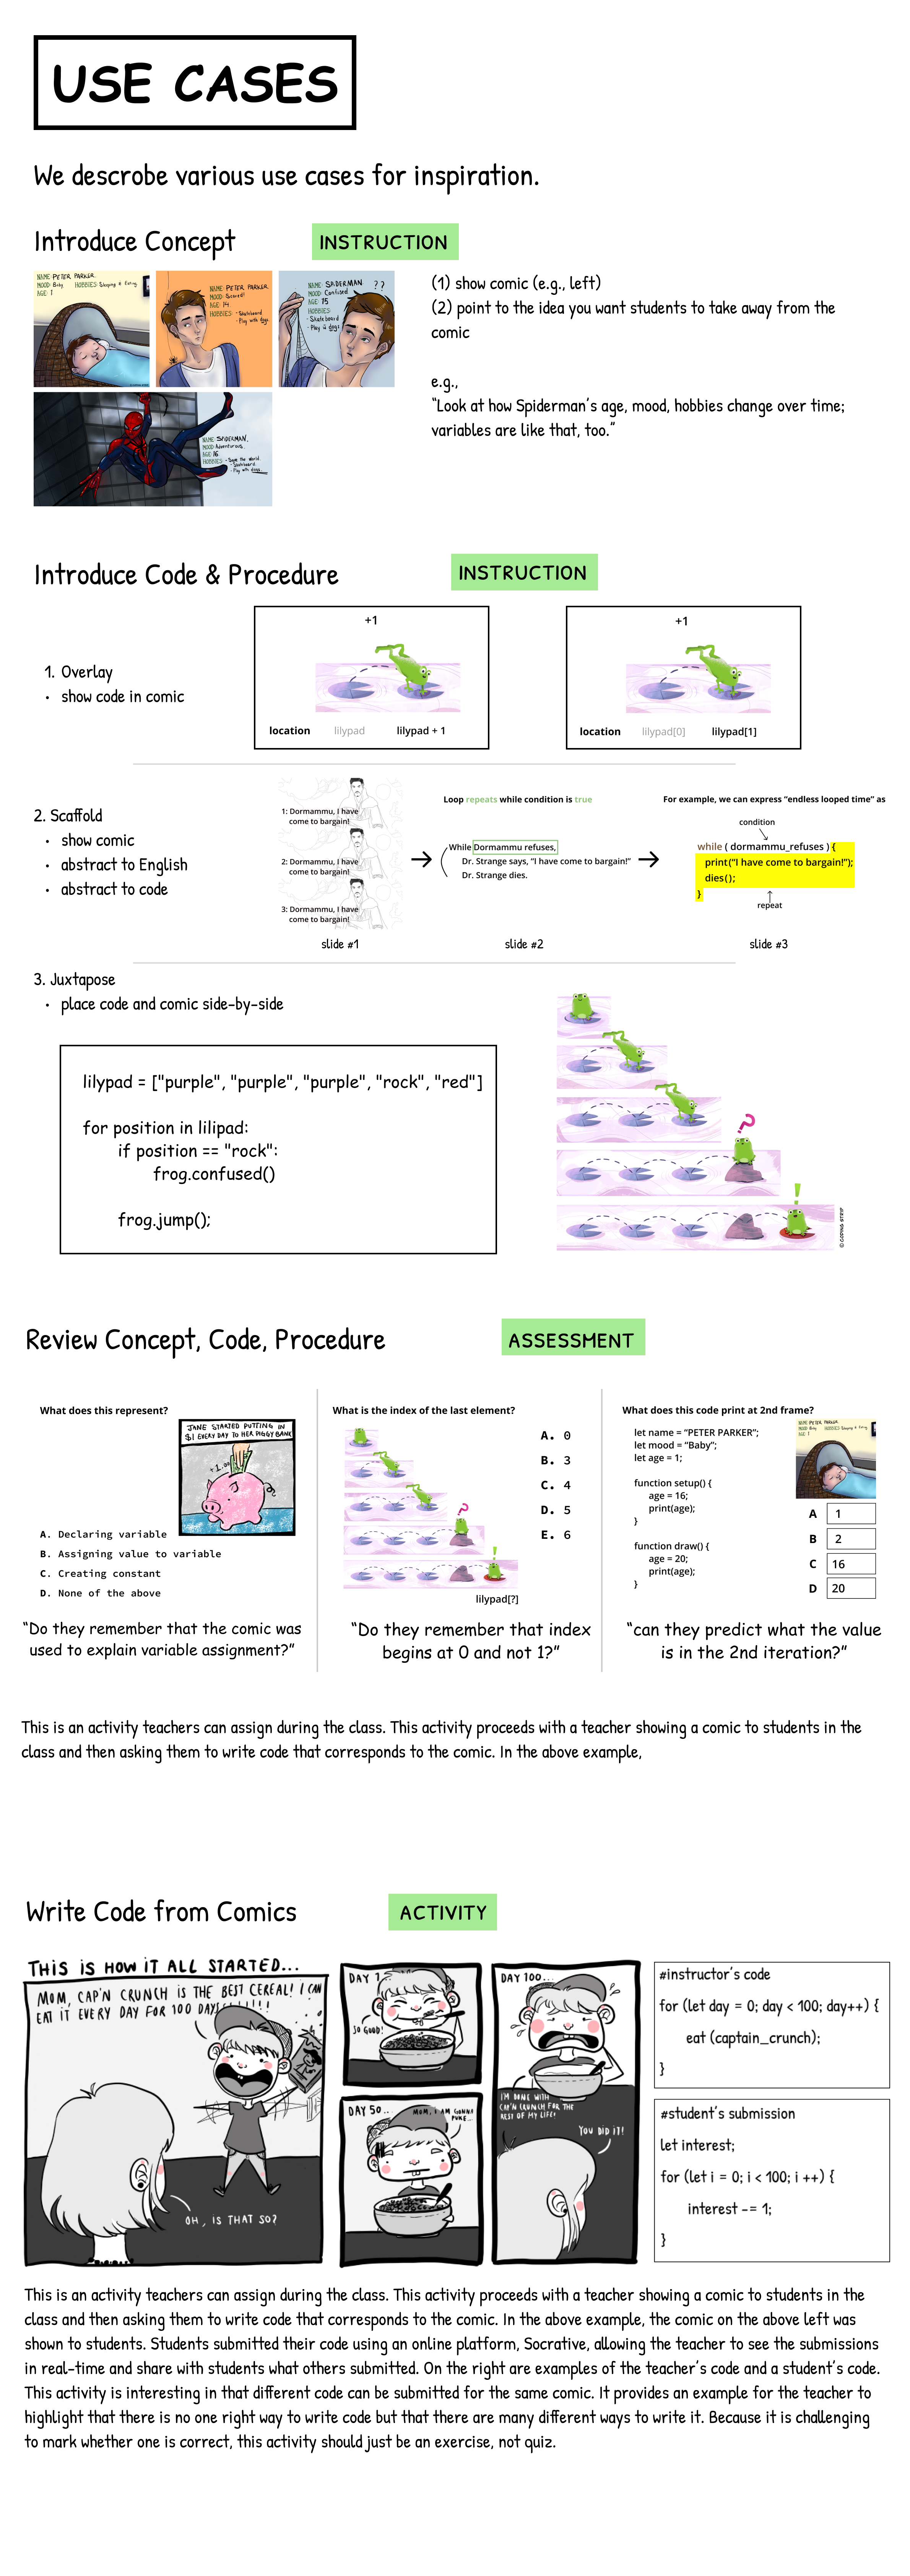 USE CASES
We descrobe various use cases for inspiration.
Introduce Concept
INSTRUCTION
NAME: PETER PARKER
MOOD: Baby HOBBIES: Sleeping & Eating
AGE: 1
NAME: PETER PARKER
MOOD: Scared!
AGE: 14
HOBBIES:
- Skateboard
- Play with dogs.
NAME: SPIDERMAN
MOOD: Confused
AGE: 15
HOBBIES:
- Skateboard
- Play w dogs.
? ?
NAME: SPIDERMAN,
MOOD: Adventurous.
AGE: 16
HOBBIES: - Save the world.
- Skateboard
- Play with dogs.
(1) show comic (e.g., left)
(2) point to the idea you want students to take away from the
comic
e.g.,
“Look at how Spiderman’s age, mood, hobbies change over time;
variables are like that, too.”
Introduce Code & Procedure
INSTRUCTION
1. Overlay
• show code in comic
+1
location lilypad lilypad + 1
+1
location lilypad[0] lilypad[1]
2. Scaffold
• show comic
• abstract to English
• abstract to code
1: Dormammu, I have
come to bargain!
2: Dormammu, I have
come to bargain!
3: Dormammu, I have
come to bargain!
slide #1
Loop repeats while condition is true
While Dormammu refuses,
Dr. Strange says, “I have come to bargain!”
Dr. Strange dies.
slide #2
For example, we can express “endless looped time” as
condition
while ( dormammu_refuses ) {
print(“I have come to bargain!”);
dies();
}
repeat
slide #3
3. Juxtapose
• place code and comic side-by-side
lilypad = ["purple", "purple", "purple", "rock", "red"]
for position in lilipad:
if position == "rock":
frog.confused()
frog.jump();
?
!
© CODING STRIP
Review Concept, Code, Procedure
ASSESSMENT
What does this represent?
JANE STARTED PUTTING IN
$1 EVERY DAY TO HER PIGGY BANK
+1.00
A. Declaring variable
B. Assigning value to variable
C. Creating constant
D. None of the above
“Do they remember that the comic was
used to explain variable assignment?”
What is the index of the last element?
A. 0
B. 3
C. 4
D. 5
E. 6
?
!
lilypad[?]
“Do they remember that index
begins at 0 and not 1?”
What does this code print at 2nd frame?
let name = “PETER PARKER”;
let mood = “Baby”;
let age = 1;
function setup() {
age = 16;
print(age);
}
function draw() {
age = 20;
print(age);
}
NAME: PETER PARKER
MOOD: Baby HOBBIES: Sleeping & Eating
AGE: 1
A 1
B 2
C 16
D 20
“can they predict what the value
is in the 2nd iteration?”
This is an activity teachers can assign during the class. This activity proceeds with a teacher showing a comic to students in the
class and then asking them to write code that corresponds to the comic. In the above example,
Write Code from Comics
ACTIVITY
THIS IS HOW IT ALL STARTED...
MOM, CAP'N CRUNCH IS THE BEST CEREAL! I CAN
EAT IT EVERY DAY FOR 100 DAYS!!!!!!
OH, IS THAT SO?
DAY 1
SO GOOD!
DAY 50..
MOM, I AM GONNA
PUKE...
DAY 100...
I'M DONE WITH
CAP'N CRUNCH FOR THE
REST OF MY LIFE!
YOU DID IT!
#instructor’s code
for (let day = 0; day < 100; day++) {
eat (captain_crunch);
}
#student’s submission
let interest;
for (let i = 0; i < 100; i ++) {
interest -= 1;
}
This is an activity teachers can assign during the class. This activity proceeds with a teacher showing a comic to students in the
class and then asking them to write code that corresponds to the comic. In the above example, the comic on the above left was
shown to students. Students submitted their code using an online platform, Socrative, allowing the teacher to see the submissions
in real-time and share with students what others submitted. On the right are examples of the teacher’s code and a student’s code.
This activity is interesting in that different code can be submitted for the same comic. It provides an example for the teacher to
highlight that there is no one right way to write code but that there are many different ways to write it. Because it is challenging
to mark whether one is correct, this activity should just be an exercise, not quiz.